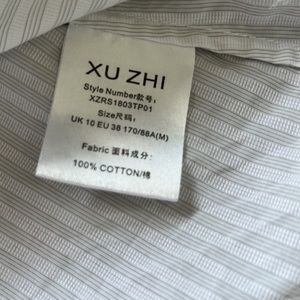 XU ZHI
Style Number款号:
XZRS1803TP01
Size尺码:
UK 10 EU 38 170/88A(M)
Fabric 面料成分:
100% COTTON/棉